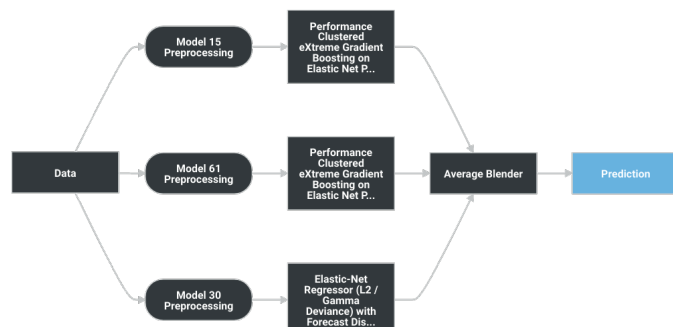 Model 15
Preprocessing
Performance
Clustered
eXtreme Gradient
Boosting on
Elastic Net P...
Data
Model 61
Preprocessing
Performance
Clustered
eXtreme Gradient
Boosting on
Elastic Net P...
Average Blender
Prediction
Model 30
Preprocessing
Elastic-Net
Regressor (L2 /
Gamma
Deviance) with
Forecast Dis...